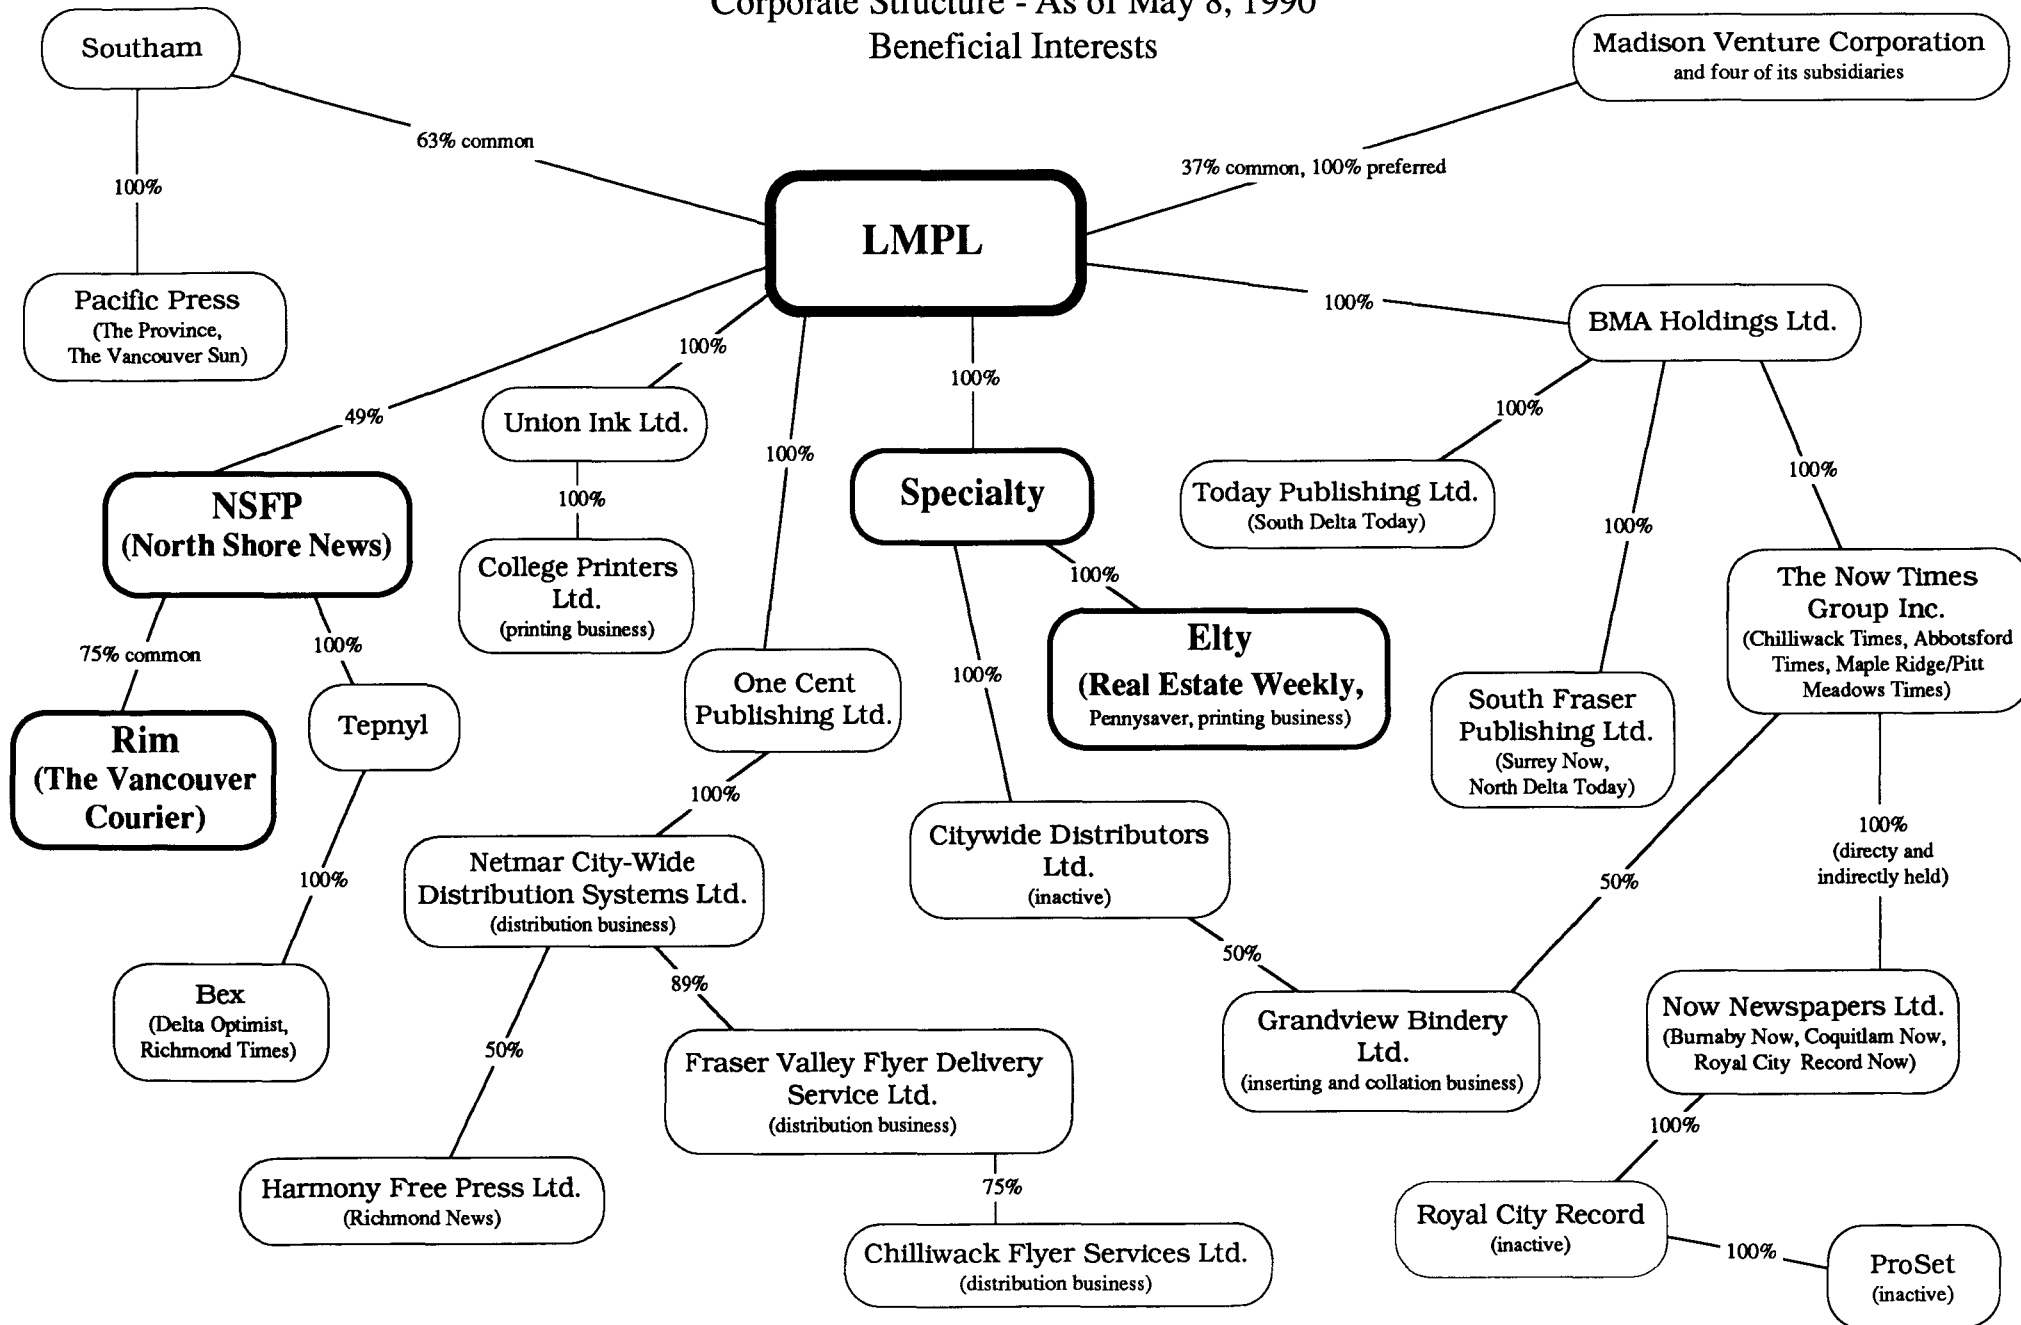 Corporate Structure - As of May 8, 1990
Beneficial Interests
Southam
Madison Venture Corporation
and four of its subsidiaries
63% common
37% common, 100% preferred
100%
LMPL
Pacific Press
(The Province,
The Vancouver Sun)
100%
BMA Holdings Ltd.
49%
100%
100%
100%
Union Ink Ltd.
100%
100%
100%
100%
NSFP
(North Shore News)
Specialty
Today Publishing Ltd.
(South Delta Today)
100%
College Printers
Ltd.
(printing business)
100%
The Now Times
Group Inc.
(Chilliwack Times, Abbotsford
Times, Maple Ridge/Pitt
Meadows Times)
75% common
100%
Elty
(Real Estate Weekly,
Pennysaver, printing business)
100%
One Cent
Publishing Ltd.
South Fraser
Publishing Ltd.
(Surrey Now,
North Delta Today)
Rim
(The Vancouver
Courier)
Tepnyl
100%
Citywide Distributors
Ltd.
(inactive)
100%
(directy and
indirectly held)
50%
100%
Netmar City-Wide
Distribution Systems Ltd.
(distribution business)
50%
89%
Bex
(Delta Optimist,
Richmond Times)
50%
Grandview Bindery
Ltd.
(inserting and collation business)
Now Newspapers Ltd.
(Burnaby Now, Coquitlam Now,
Royal City Record Now)
Fraser Valley Flyer Delivery
Service Ltd.
(distribution business)
100%
Harmony Free Press Ltd.
(Richmond News)
75%
Royal City Record
(inactive)
100%
Chilliwack Flyer Services Ltd.
(distribution business)
ProSet
(inactive)